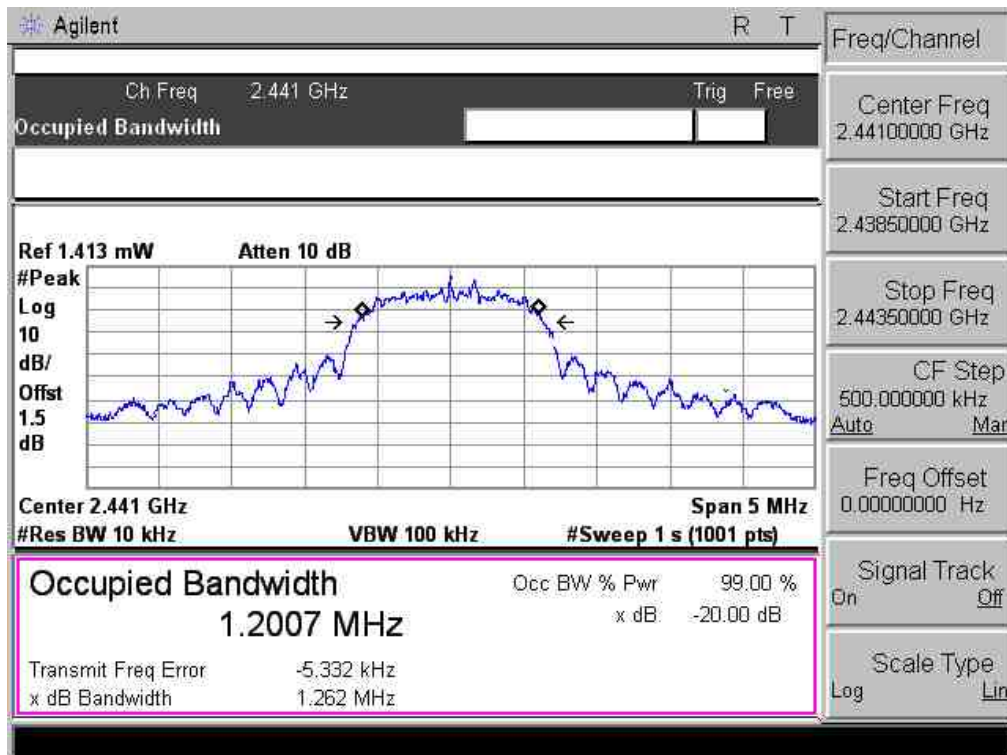 Agilent
R T
Freq/Channel
Ch Freq 2.441 GHz
Trig Free
Occupied Bandwidth
Center Freq
2.44100000 GHz
Start Freq
2.43850000 GHz
Ref 1.413 mW
Atten 10 dB
#Peak
Log
10
dB/
Offst
1.5
dB
Stop Freq
2.44350000 GHz
CF Step
500.000000 kHz
Auto Man
Center 2.441 GHz
Span 5 MHz
#Res BW 10 kHz
VBW 100 kHz
#Sweep 1 s (1001 pts)
Freq Offset
0.00000000 Hz
Occupied Bandwidth
1.2007 MHz
Occ BW % Pwr 99.00 %
x dB -20.00 dB
Transmit Freq Error -5.332 kHz
x dB Bandwidth 1.262 MHz
Signal Track
On Off
Scale Type
Log Lin